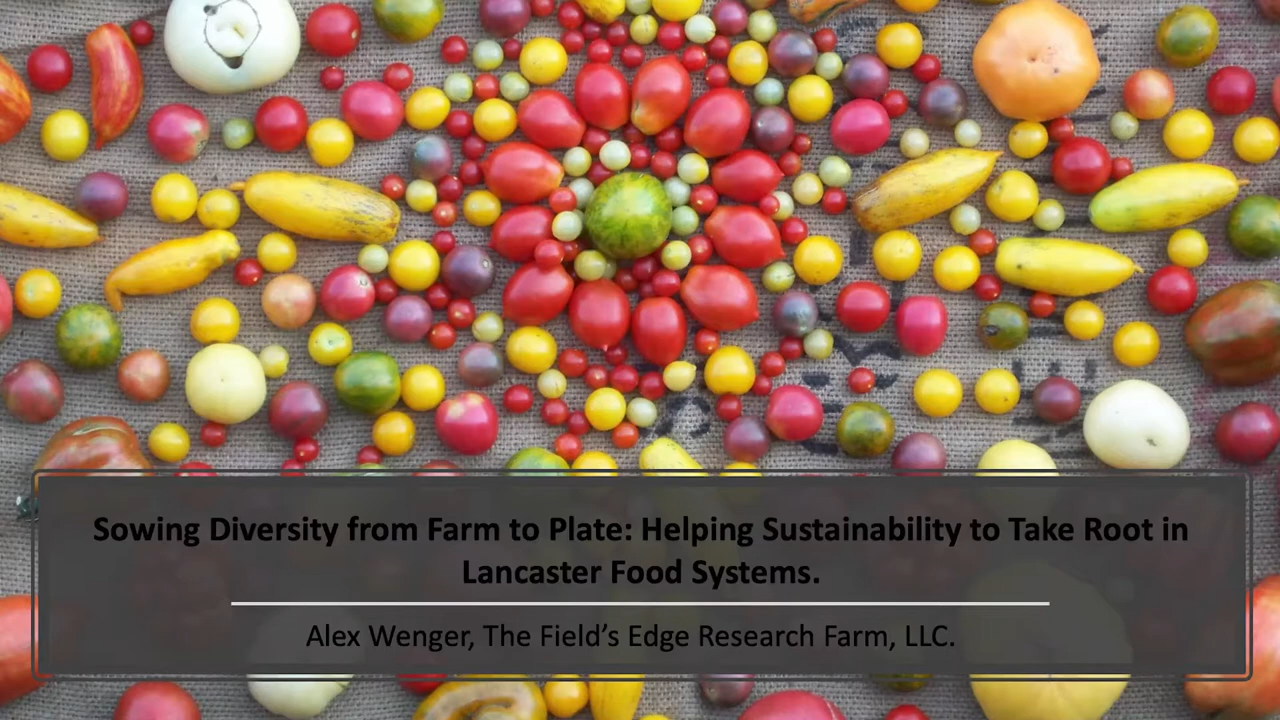 Sowing Diversity from Farm to Plate: Helping Sustainability to Take Root in
Lancaster Food Systems.
Alex Wenger, The Field’s Edge Research Farm, LLC.